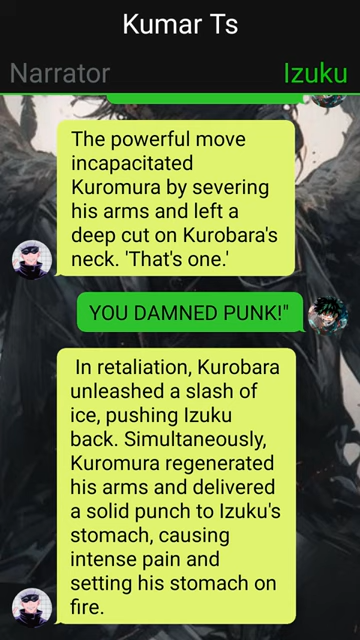 Kumar Ts
Narrator
Izuku
The powerful move
incapacitated
Kuromura by severing
his arms and left a
deep cut on Kurobara's
neck. 'That's one.'
YOU DAMNED PUNK!"
In retaliation, Kurobara
unleashed a slash of
ice, pushing Izuku
back. Simultaneously,
Kuromura regenerated
his arms and delivered
a solid punch to Izuku's
stomach, causing
intense pain and
setting his stomach on
fire.